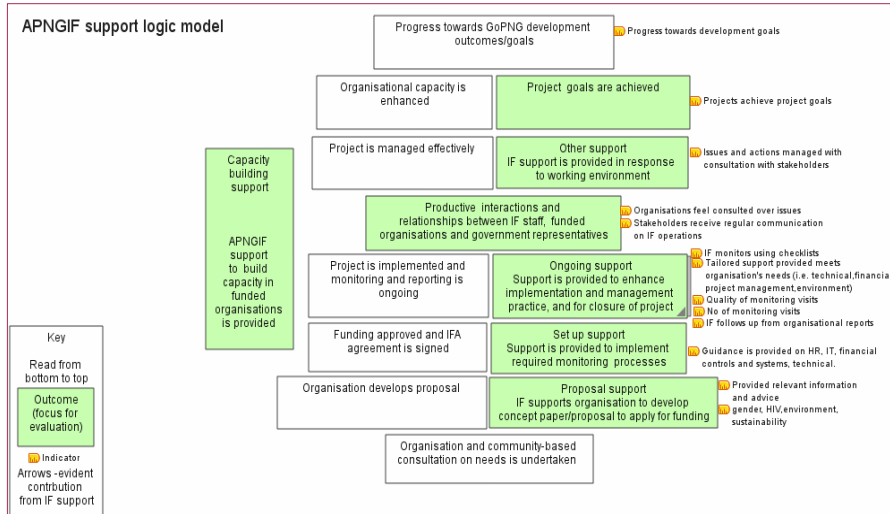 APNGIF support logic model
Progress towards GoPNG development
outcomes/goals
Progress towards development goals
Organisational capacity is
enhanced
Project goals are achieved
Projects achieve project goals
Project is managed effectively
Other support
IF support is provided in response
to working environment
Issues and actions managed with
consultation with stakeholders
Capacity
building
support
APNGIF
support
to build
capacity in
funded
organisations
is provided
Productive interactions and
relationships between IF staff, funded
organisations and government representatives
Organisations feel consulted over issues
Stakeholders receive regular communication
on IF operations
Project is implemented and
monitoring and reporting is
ongoing
Ongoing support
Support is provided to enhance
implementation and management
practice, and for closure of project
IF monitors using checklists
Tailored support provided meets
organisation's needs (i.e. technical,financial
project management,environment)
Quality of monitoring visits
No of monitoring visits
IF follows up from organisational reports
Funding approved and IFA
agreement is signed
Set up support
Support is provided to implement
required monitoring processes
Guidance is provided on HR, IT, financial
controls and systems, technical.
Organisation develops proposal
Proposal support
IF supports organisation to develop
concept paper/proposal to apply for funding
Provided relevant information
and advice
gender, HIV,environment,
sustainability
Organisation and community-based
consultation on needs is undertaken
Key
Read from
bottom to top
Outcome
(focus for
evaluation)
Indicator
Arrows -evident
contrbution
from IF support